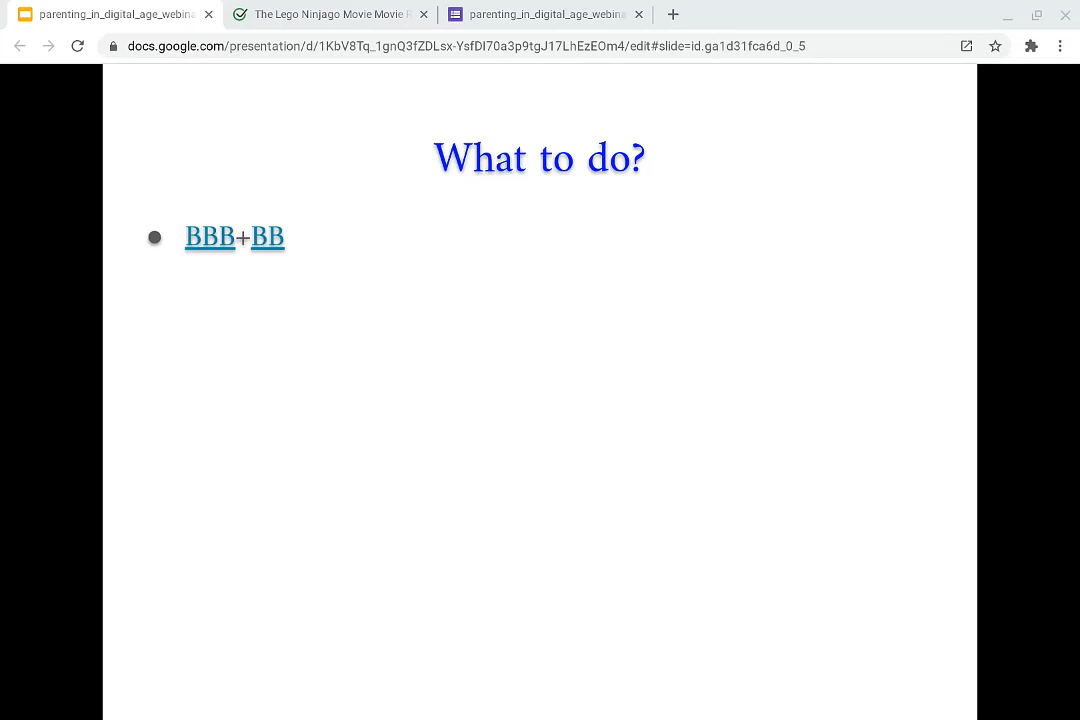 parenting_in_digital_age_webina
The Lego Ninjago Movie Movie R
parenting_in_digital_age_webina
docs.google.com/presentation/d/1KbV8Tq_1gnQ3fZDLsx-YsfDI70a3p9tgJ17LhEzEOm4/edit#slide=id.ga1d31fca6d_0_5
What to do?
BBB+BB